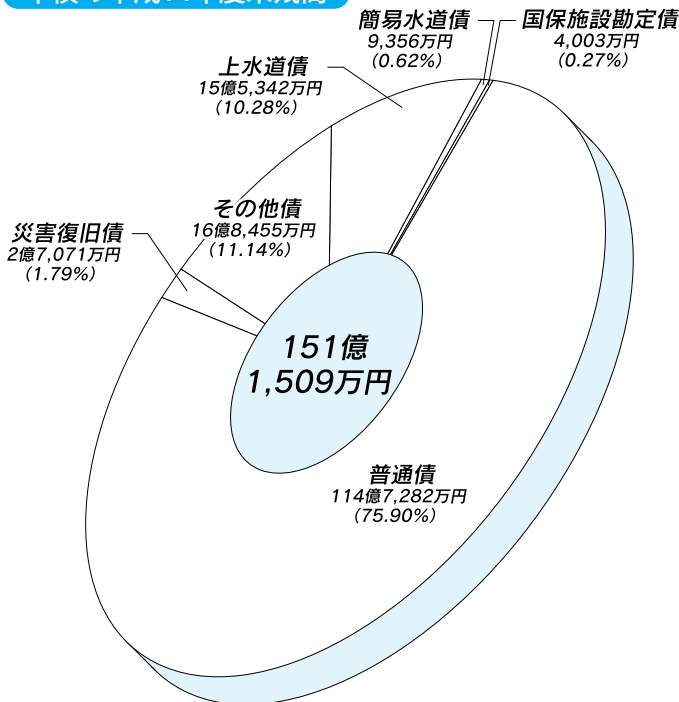 簡易水道債
9,356万円
(0.62%)
国保施設勘定債
4,003万円
(0.27%)
上水道債
15億5,342万円
(10.28%)
その他債
16億8,455万円
(11.14%)
災害復旧債
2億7,071万円
(1.79%)
151億
1,509万円
普通債
114億7,282万円
(75.90%)